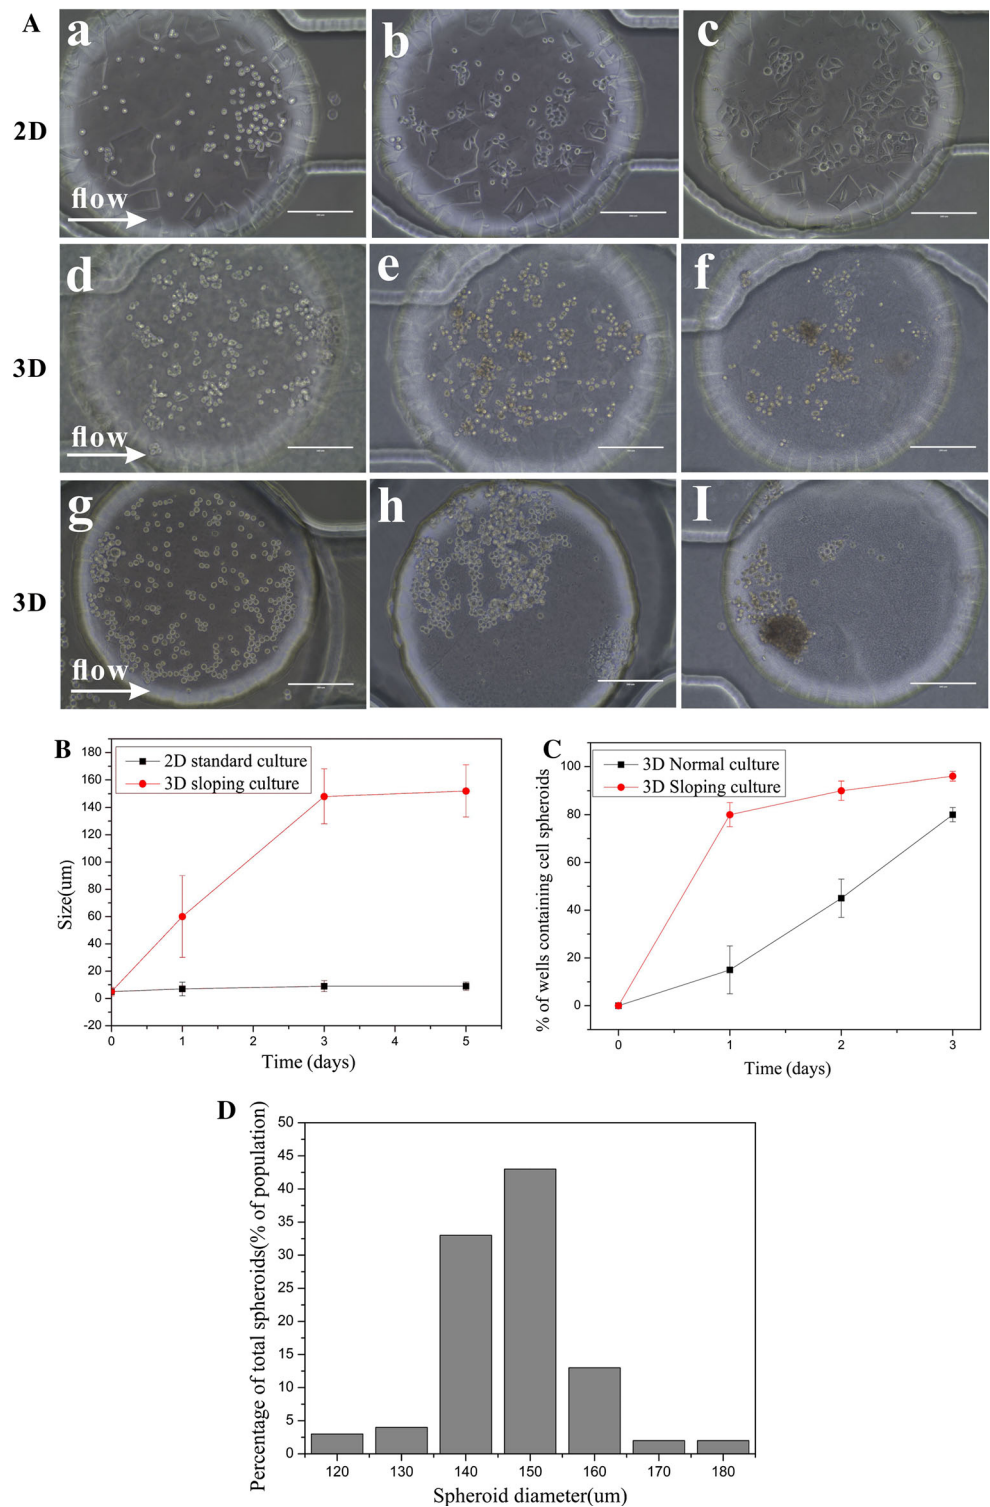 A
a
b
c
2D
flow
d
e
f
3D
flow
g
h
I
3D
flow
B
2D standard culture
3D sloping culture
180
160
140
120
100
80
60
40
20
0
-20
Size(um)
0 1 2 3 4 5
Time (days)
C
3D Normal culture
3D Sloping culture
100
80
60
40
20
0
% of wells containing cell spheroids
0 1 2 3
Time (days)
D
50
45
40
35
30
25
20
15
10
5
0
Percentage of total spheroids(% of population)
120 130 140 150 160 170 180
Spheroid diameter(um)